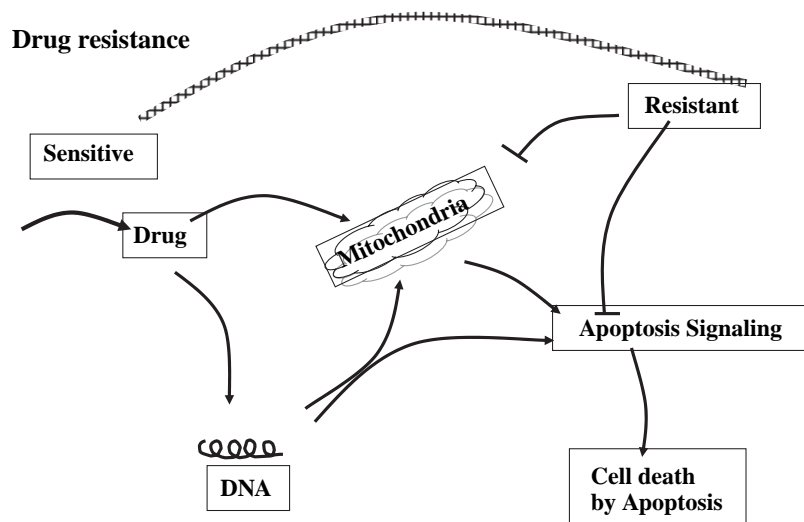 Drug resistance
Resistant
Sensitive
Mitochondria
Drug
Apoptosis Signaling
DNA
Cell death
by Apoptosis